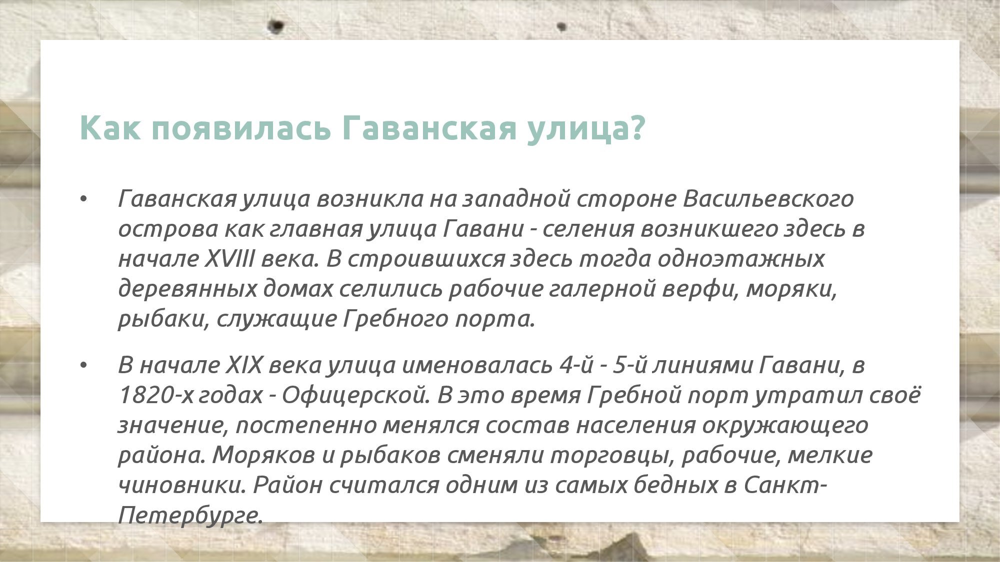 Как появилась Гаванская улица?
• Гаванская улица возникла на западной стороне Васильевского
острова как главная улица Гавани - селения возникшего здесь в
начале XVIII века. В строившихся здесь тогда одноэтажных
деревянных домах селились рабочие галерной верфи, моряки,
рыбаки, служащие Гребного порта.
• В начале XIX века улица именовалась 4-й - 5-й линиями Гавани, в
1820-х годах - Офицерской. В это время Гребной порт утратил своё
значение, постепенно менялся состав населения окружающего
района. Моряков и рыбаков сменяли торговцы, рабочие, мелкие
чиновники. Район считался одним из самых бедных в Санкт-
Петербурге.